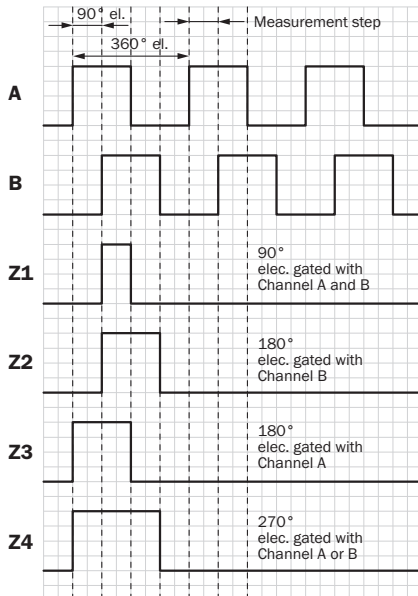 90° el.
Measurement step
360° el.
A
B
Z1
90°
elec. gated with
Channel A and B
Z2
180°
elec. gated with
Channel B
Z3
180°
elec. gated with
Channel A
Z4
270°
elec. gated with
Channel A or B